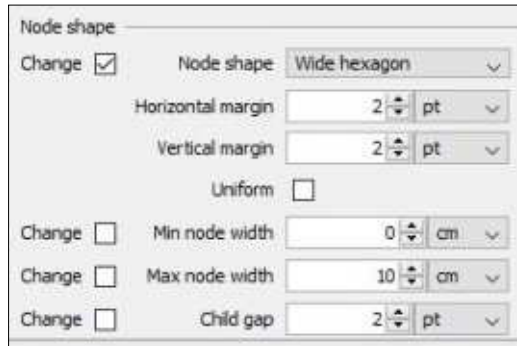 Node shape
Change Node shape Wide hexagon
Horizontal margin 2 pt
Vertical margin 2 pt
Uniform
Change Min node width 0 cm
Change Max node width 10 cm
Change Child gap 2 pt